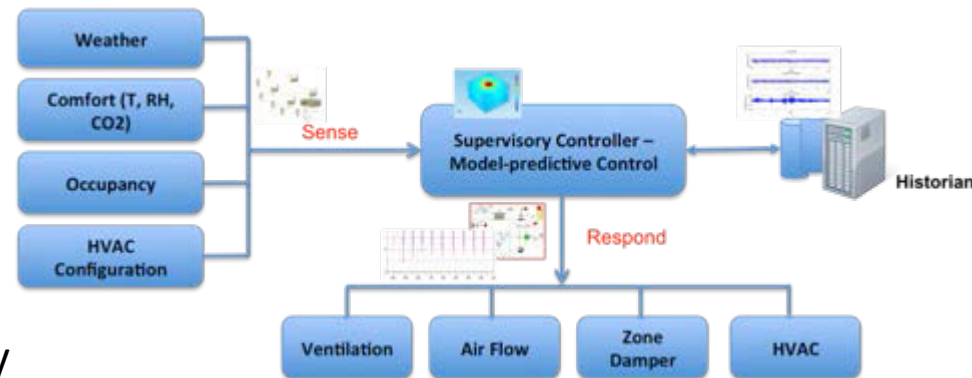 Weather
Comfort (T, RH,
CO2)
Occupancy
HVAC
Configuration
Sense
Supervisory Controller –
Model-predictive Control
Historian
Respond
Ventilation
Air Flow
Zone
Damper
HVAC